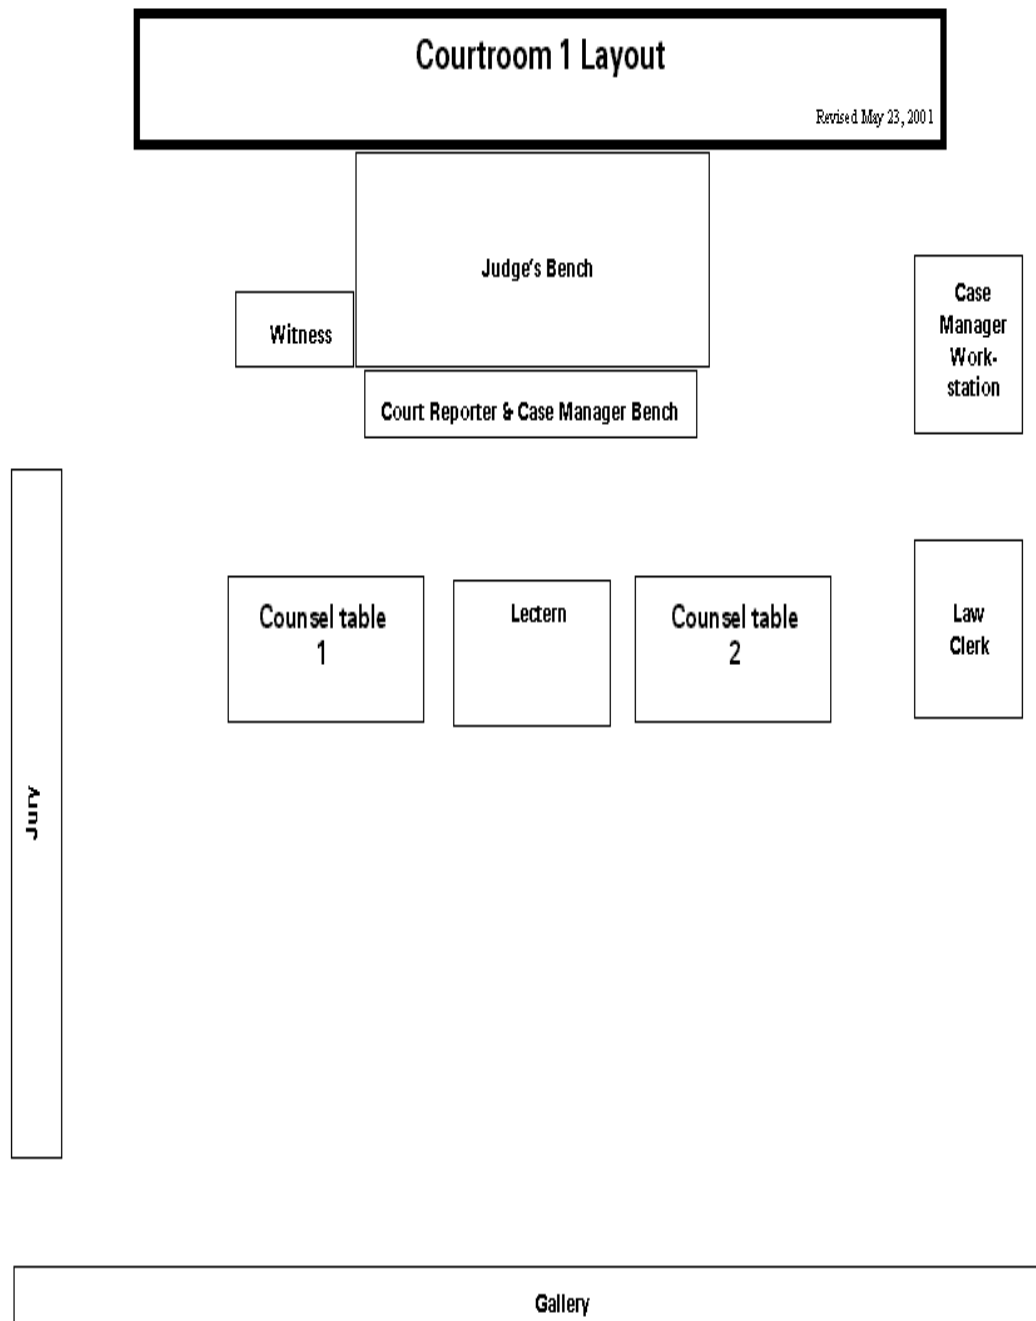 Courtroom 1 Layout
Revised May 23, 2001
Judge's Bench
Witness
Case
Manager
Work-
station
Court Reporter & Case Manager Bench
Counsel table
1
Lectern
Counsel table
2
Law
Clerk
Jury
Gallery